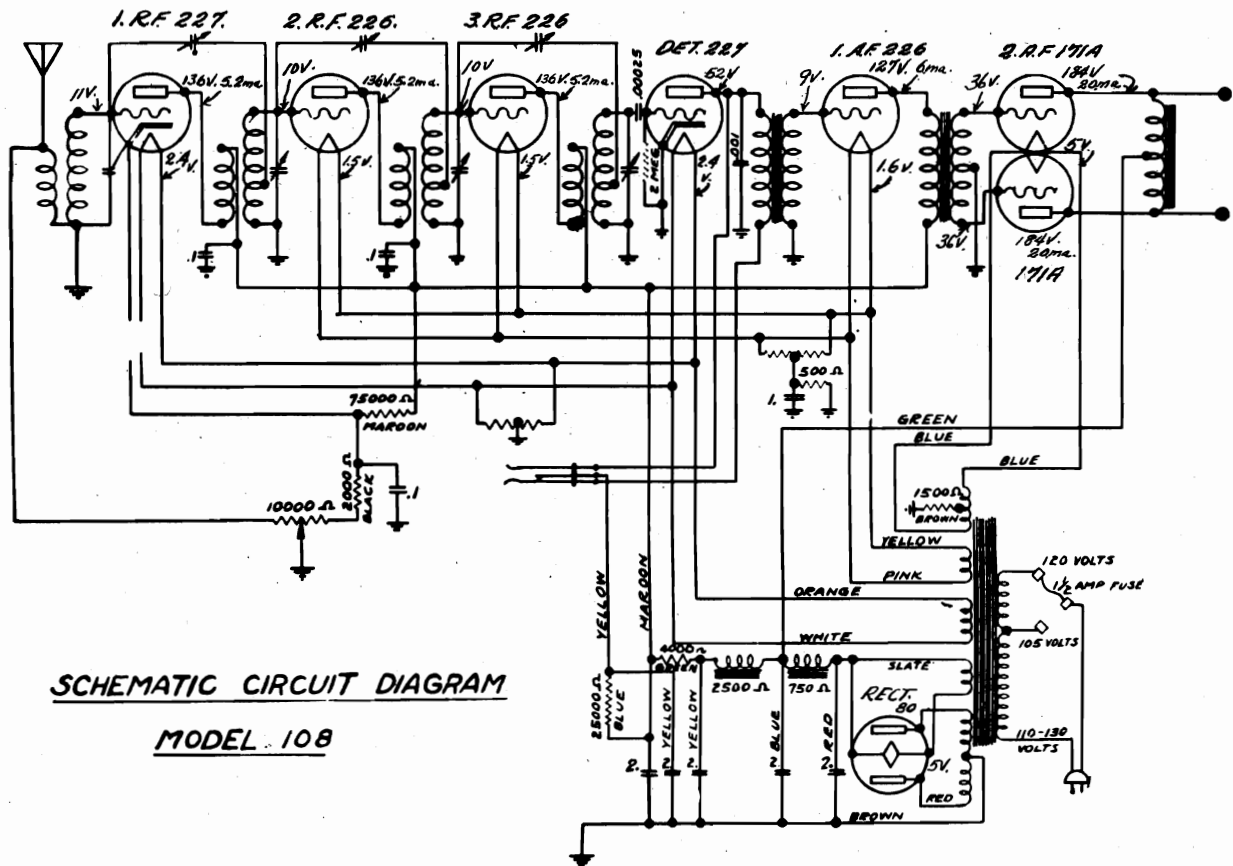 1. R.F. 227.
2. R.F. 226.
3 R.F. 226
DET. 227
1. A.F. 226
2. A.F 171A
11V.
136V. 5.2ma.
10V.
136V. 5.2ma.
10V
136V. 5.2ma.
.00025
52V
9V.
127V. 6ma.
36V.
184V
20ma.
2.4
V.
1.5V.
1.5V.
2 MEG.
2.4
V.
.001
1.6V.
5V.
36V.
184V.
20ma.
171A
.1
.1
500 Ω
1.
75000 Ω
MAROON
2000 Ω
BLACK
.1
10000 Ω
GREEN
BLUE
BLUE
1500 Ω
BROWN
YELLOW
PINK
120 VOLTS
1½ AMP FUSE
ORANGE
WHITE
105 VOLTS
YELLOW
MAROON
4000 Ω
GREEN
2500 Ω
750 Ω
SLATE
RECT.
80
110-130
VOLTS
25000 Ω
BLUE
YELLOW
YELLOW
BLUE
RED
2.
2.
2.
2
2.
5V.
RED
BROWN
SCHEMATIC CIRCUIT DIAGRAM
MODEL 108